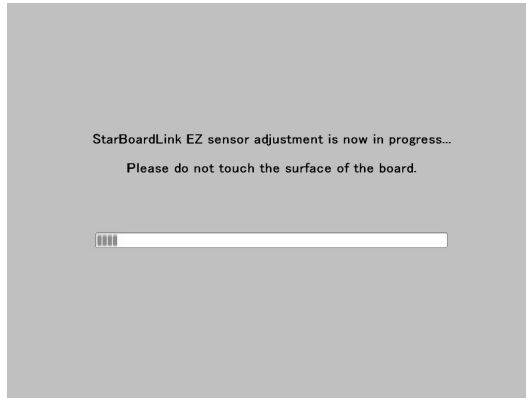 StarBoardLink EZ sensor adjustment is now in progress...
Please do not touch the surface of the board.